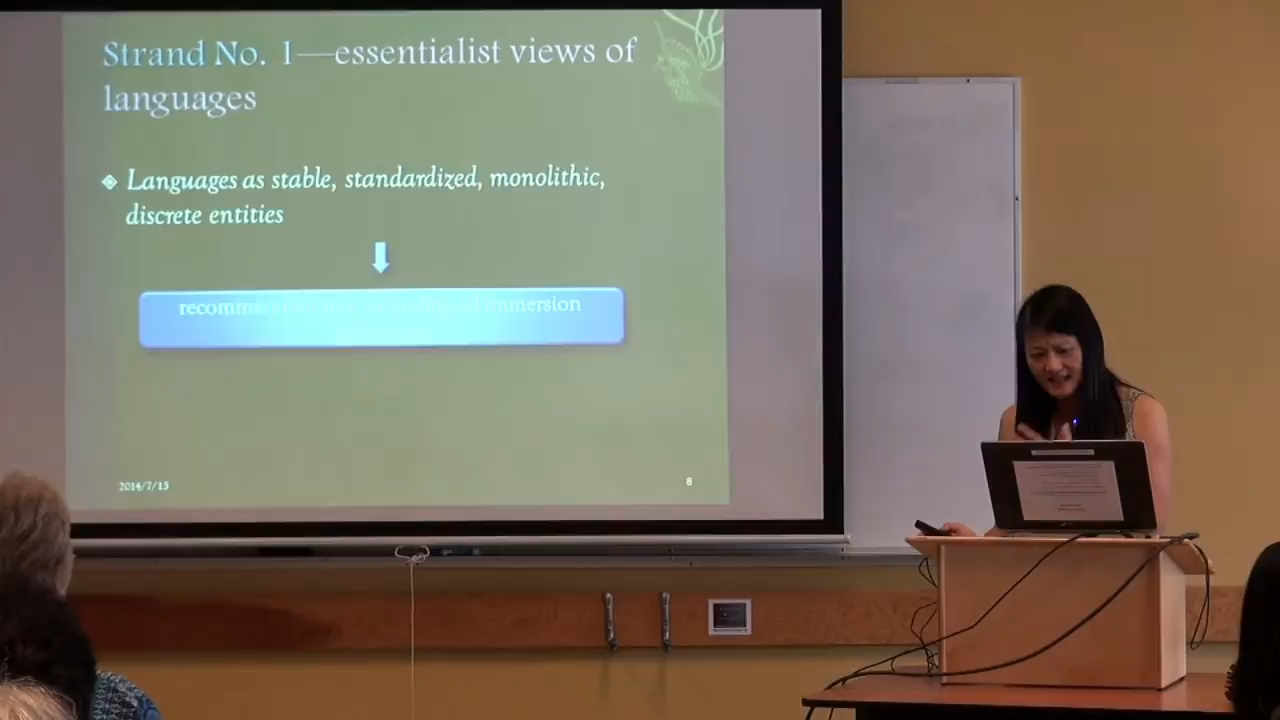 Strand No. 1—essentialist views of
languages
Languages as stable, standardized, monolithic,
discrete entities
immersion
2014/7/15
8